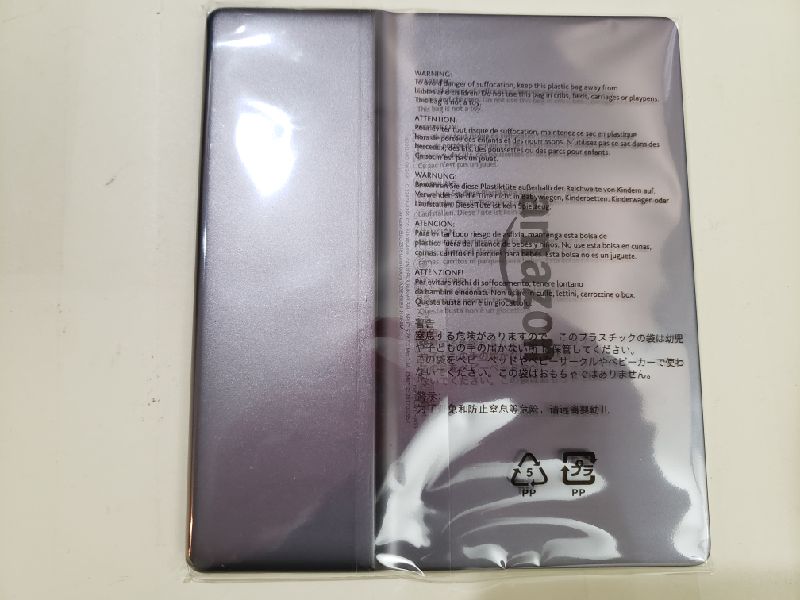 WARNING:
To avoid danger of suffocation, keep this plastic bag away from
babies and children. Do not use this bag in cribs, beds, carriages or playpens.
This bag is not a toy.
ATTENTION:
Pour éviter tout risque de suffocation, maintenez ce sac en plastique
hors de portée des enfants et des nourrissons. N'utilisez pas ce sac dans des
berceaux, des lits, des poussettes ou des parcs pour enfants.
Ce sac n'est pas un jouet.
WARNUNG:
Bewahren Sie diese Plastiktüte außerhalb der Reichweite von Kindern auf.
Verwenden Sie die Tüte nicht in Babywiegen, Kinderbetten, Kinderwagen oder
Laufställen. Diese Tüte ist kein Spielzeug.
ATENCION:
Para evitar riesgo de asfixia, mantenga esta bolsa de
plástico fuera del alcance de bebés y niños. No use esta bolsa en cunas,
camas, carritos ni parques para bebés. Esta bolsa no es un juguete.
ATTENZIONE!
Per evitare rischi di soffocamento, tenere lontano
da bambini e neonati. Non usare in culle, lettini, carrozzine o box.
Questa busta non è un giocattolo.
警告
窒息する危険がありますので、このプラスチックの袋は幼児
や子どもの手の届かない所に保管してください。
この袋をベビーベッドやベビーサークルやベビーカーで使わ
ないでください。この袋はおもちゃではありません。
警示:
为了避免和防止窒息等危险，请远离婴幼儿.
amazon
5
PP
プラ
PP